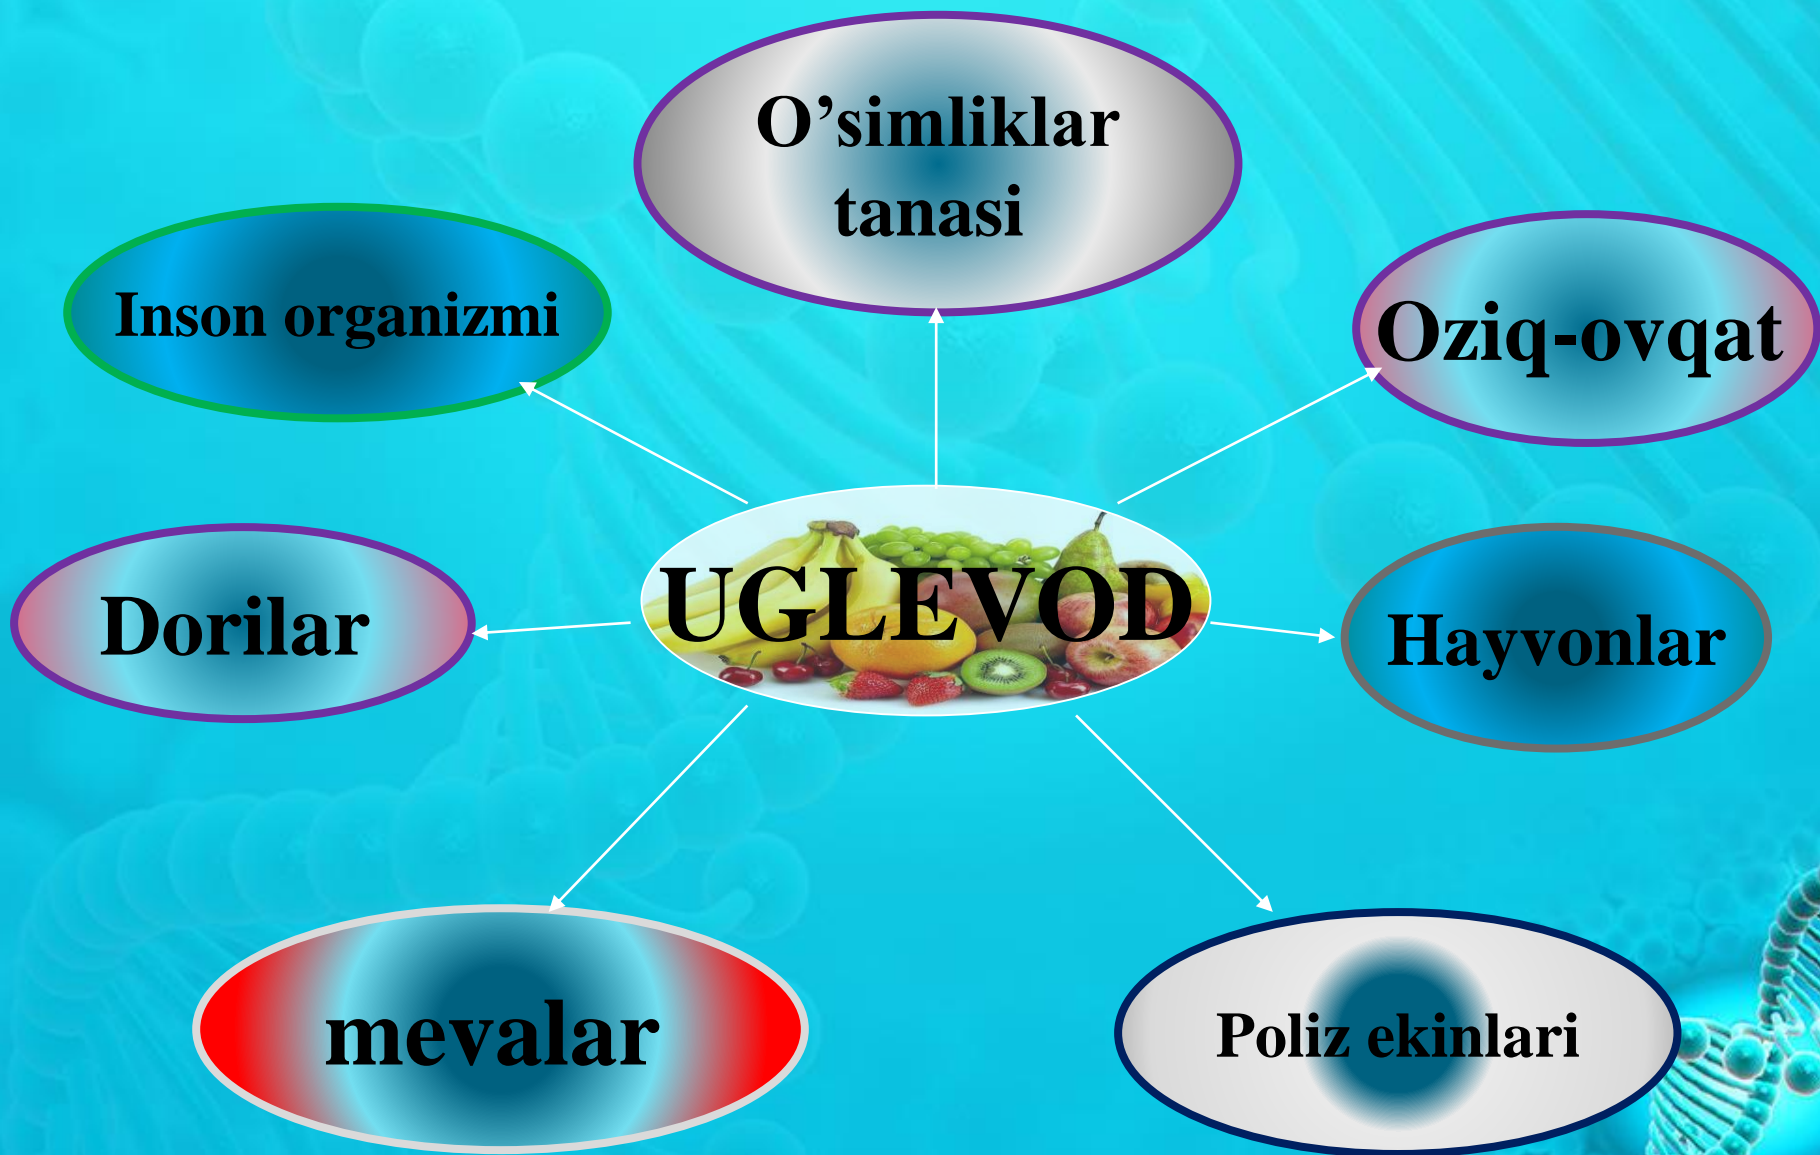 O’simliklar
tanasi
Inson organizmi
Oziq-ovqat
Dorilar
UGLEVOD
Hayvonlar
mevalar
Poliz ekinlari